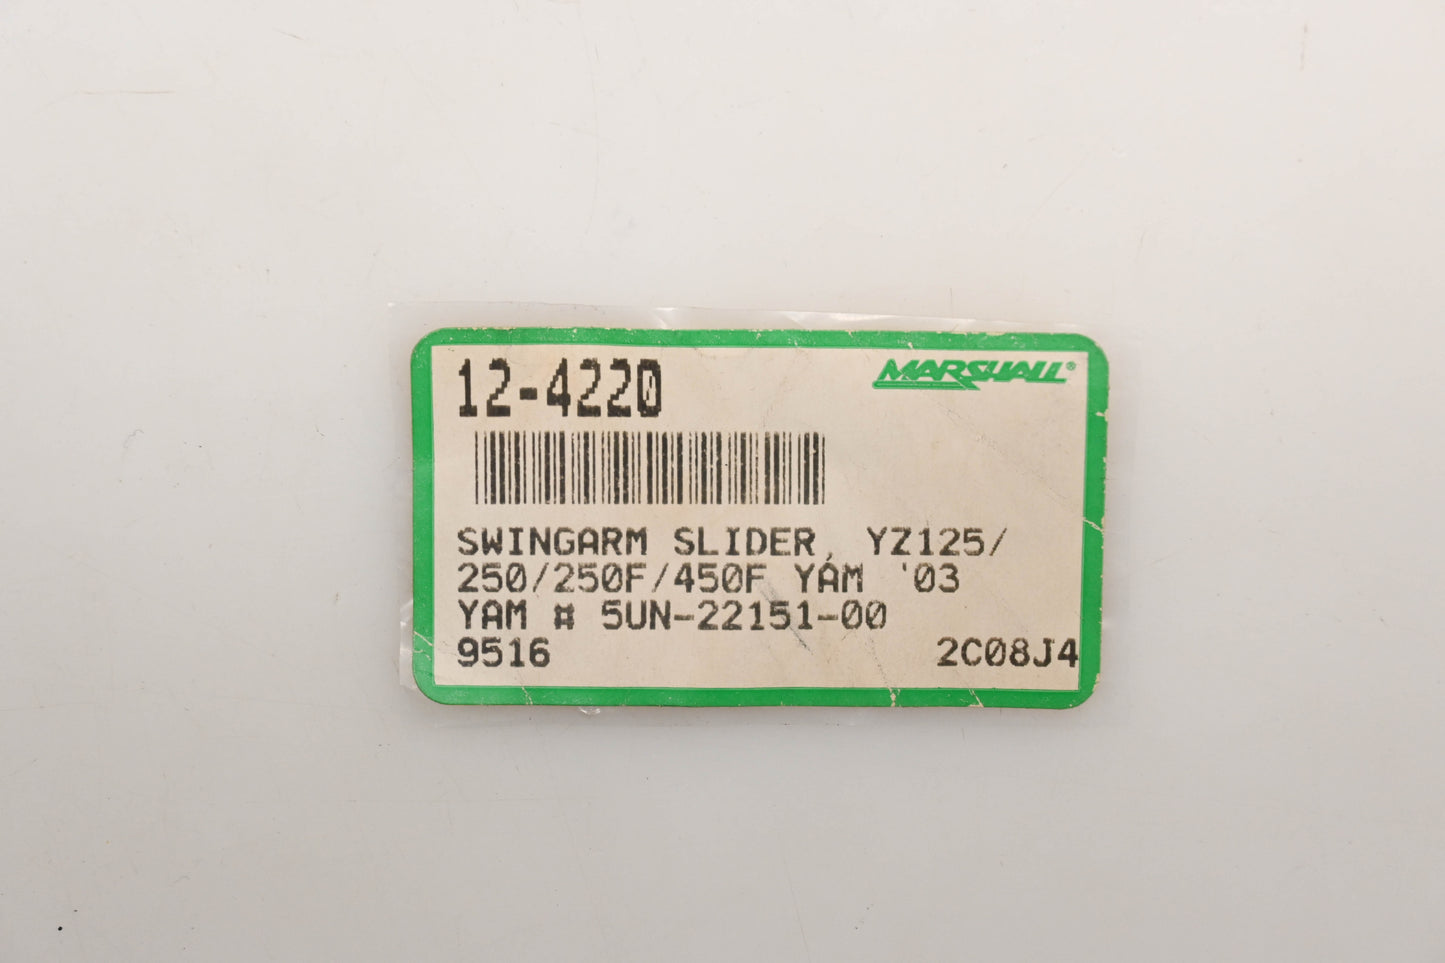 12-4220
MARSHALL®
SWINGARM SLIDER, YZ125/
250/250F/450F YAM '03
YAM # 5UN-22151-00
9516 2C08J4